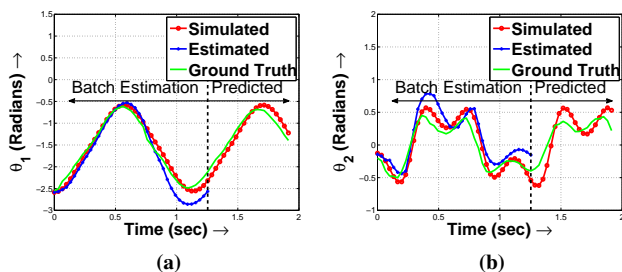 Simulated
Estimated
Ground Truth
Batch Estimation
Predicted
θ1 (Radians) →
1.5
1
0.5
0
−0.5
−1
−1.5
−2
−2.5
−3
0
0.5
1
1.5
2
Time (sec) →
(a)
Simulated
Estimated
Ground Truth
Batch Estimation
Predicted
θ2 (Radians) →
2
1.5
1
0.5
0
−0.5
−1
0
0.5
1
1.5
2
Time (sec) →
(b)